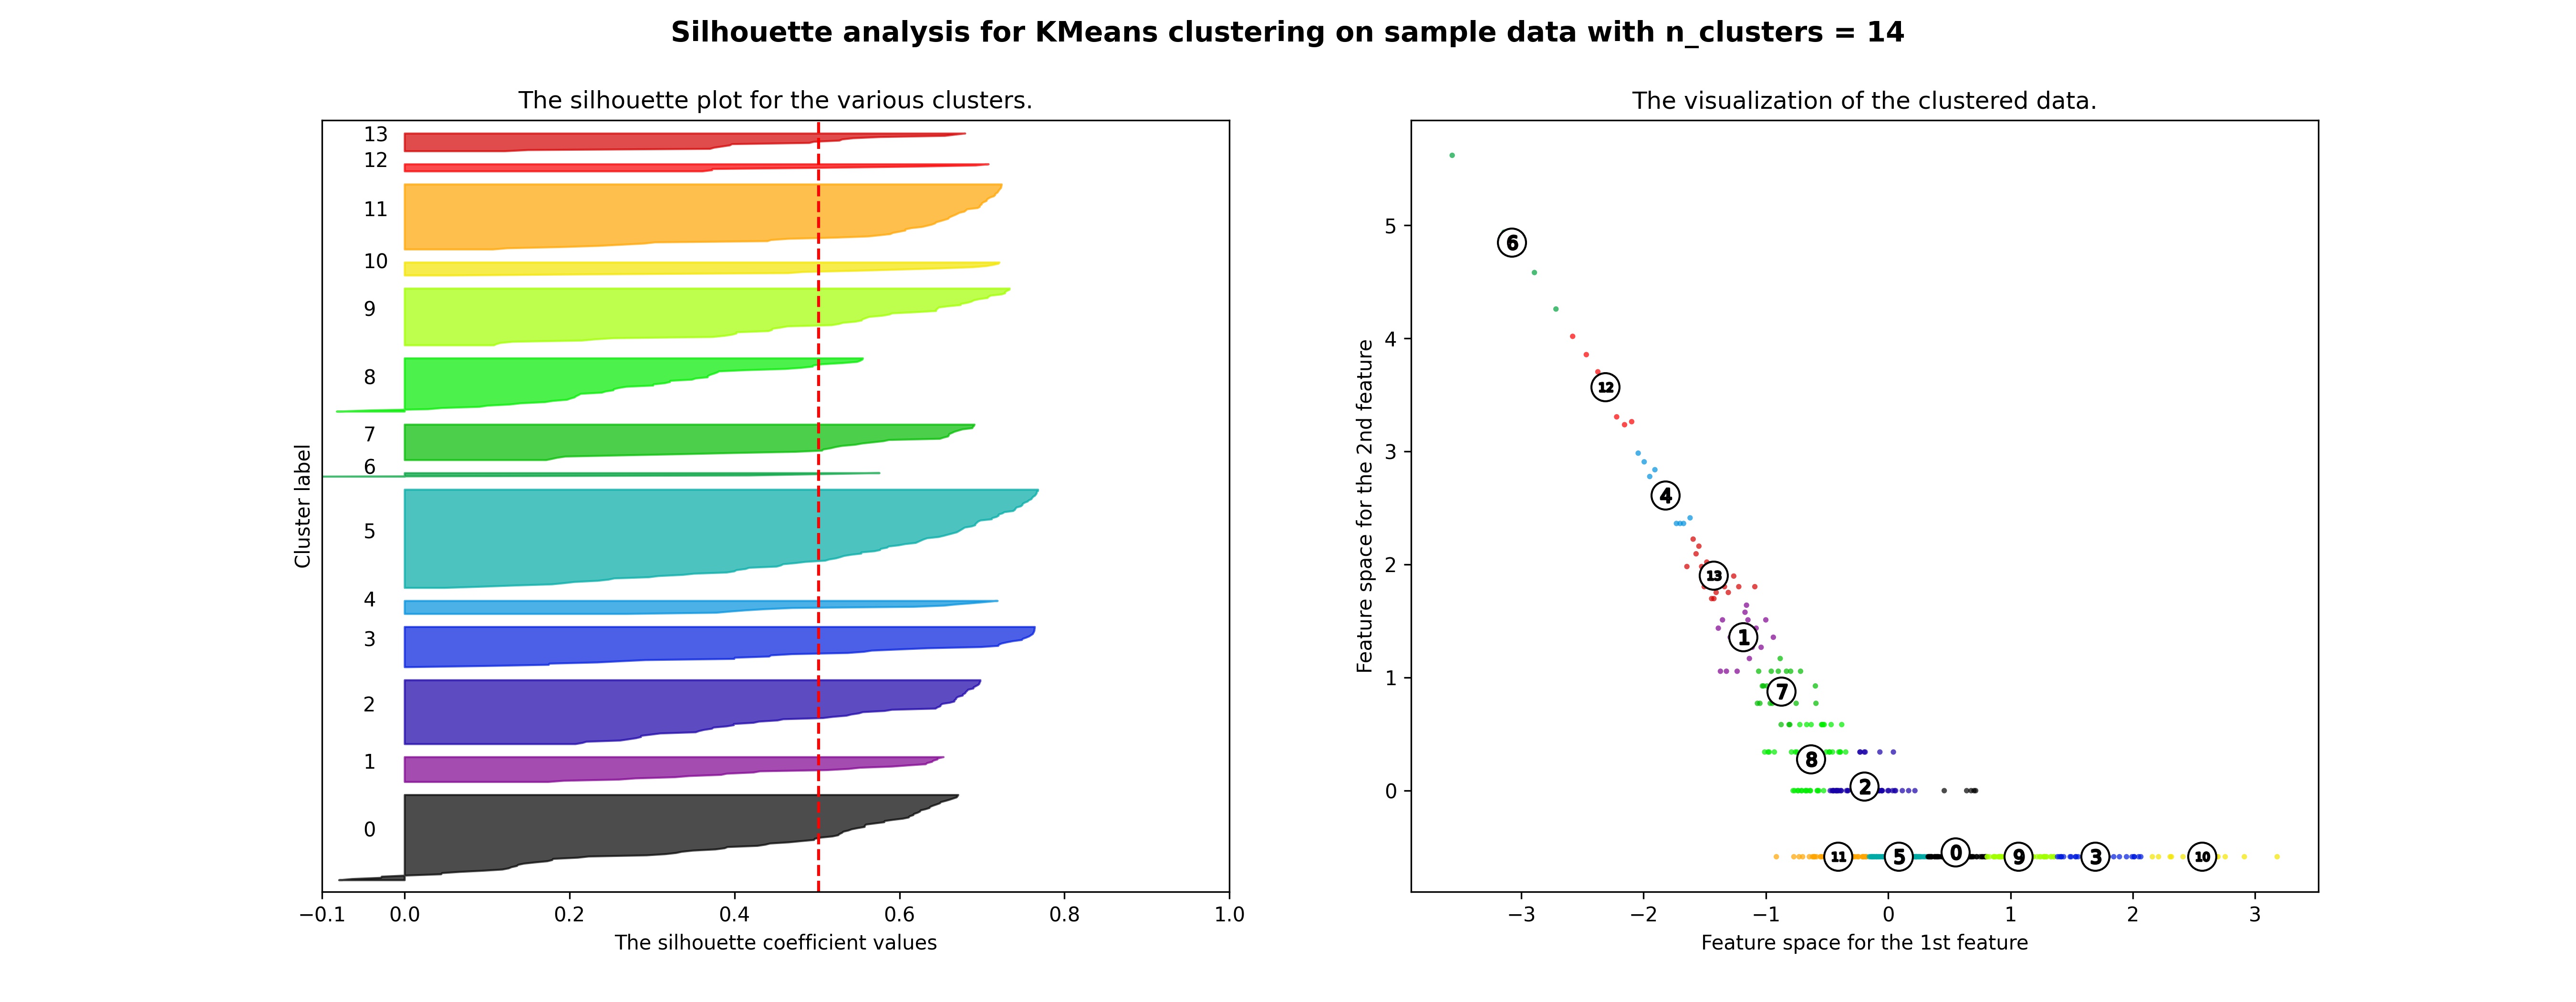 Silhouette analysis for KMeans clustering on sample data with n_clusters = 14
The silhouette plot for the various clusters.
13
12
11
10
9
8
7
6
5
4
3
2
1
0
Cluster label
−0.1 0.0 0.2 0.4 0.6 0.8 1.0
The silhouette coefficient values
The visualization of the clustered data.
5
4
3
2
1
0
Feature space for the 2nd feature
6
12
4
13
1
7
8
2
11 5 0 9 3 10
−3 −2 −1 0 1 2 3
Feature space for the 1st feature